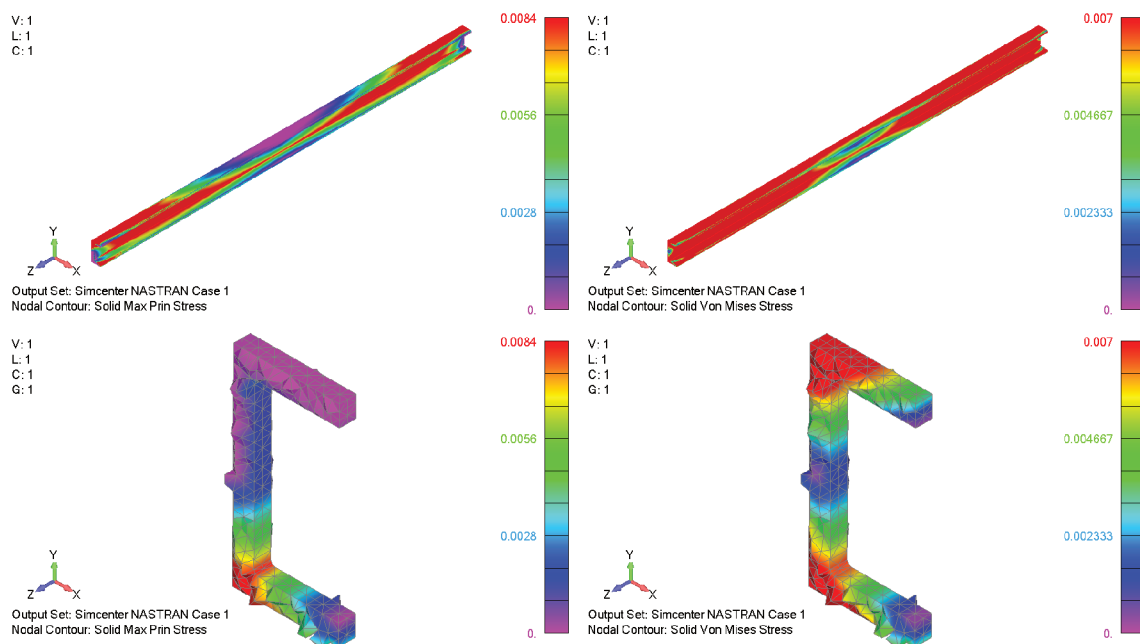 V: 1
L: 1
C: 1
0.0084
0.0056
0.0028
0.
Y
Z
X
Output Set: Simcenter NASTRAN Case 1
Nodal Contour: Solid Max Prin Stress
V: 1
L: 1
C: 1
0.007
0.004667
0.002333
0.
Y
Z
X
Output Set: Simcenter NASTRAN Case 1
Nodal Contour: Solid Von Mises Stress
V: 1
L: 1
C: 1
G: 1
0.0084
0.0056
0.0028
0.
Y
Z
X
Output Set: Simcenter NASTRAN Case 1
Nodal Contour: Solid Max Prin Stress
V: 1
L: 1
C: 1
G: 1
0.007
0.004667
0.002333
0.
Y
Z
X
Output Set: Simcenter NASTRAN Case 1
Nodal Contour: Solid Von Mises Stress